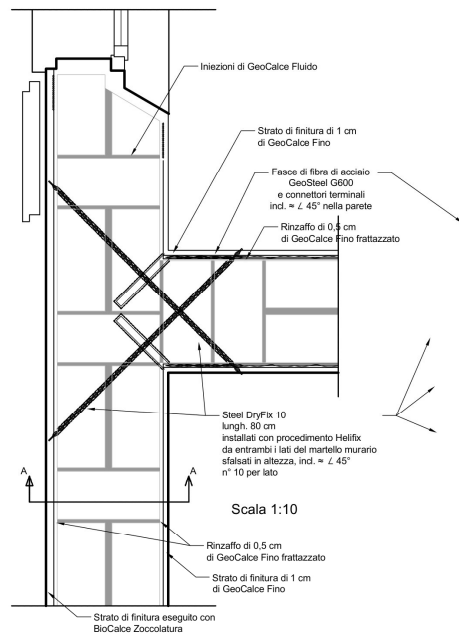 Iniezioni di GeoCalce Fluido
Strato di finitura di 1 cm
di GeoCalce Fino
Fasce di fibra di acciaio
GeoSteel G600
e connettori terminali
incl. ≈ ∠ 45° nella parete
Rinzaffo di 0,5 cm
di GeoCalce Fino frattazzato
Steel DryFix 10
lungh. 80 cm
installati con procedimento Helifix
da entrambi i lati del martello murario
sfalsati in altezza, incl. ≈ ∠ 45°
n° 10 per lato
A
A
Scala 1:10
Rinzaffo di 0,5 cm
di GeoCalce Fino frattazzato
Strato di finitura di 1 cm
di GeoCalce Fino
Strato di finitura eseguito con
BioCalce Zoccolatura